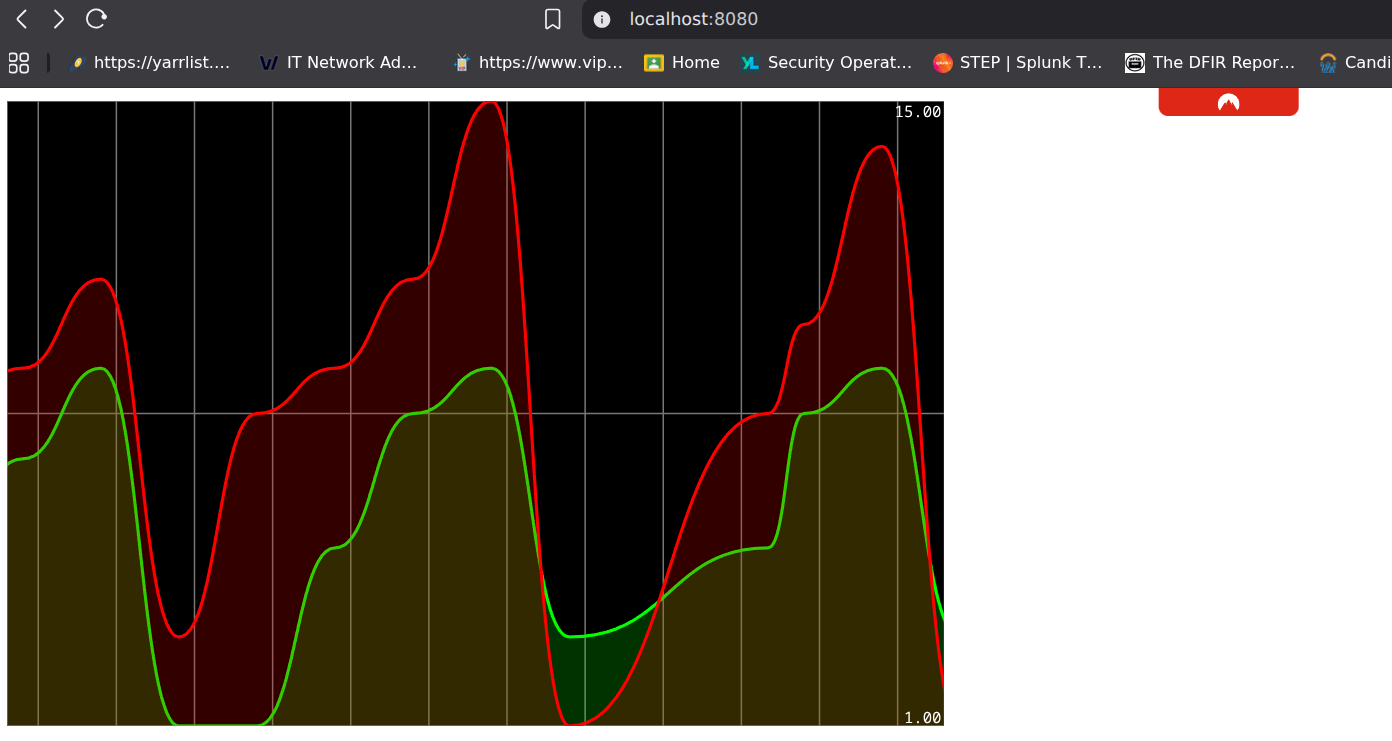 localhost:8080
https://yarrlist....
IT Network Ad...
https://www.vip...
Home
Security Operat...
STEP | Splunk T...
The DFIR Repor...
Candi
15.00
1.00